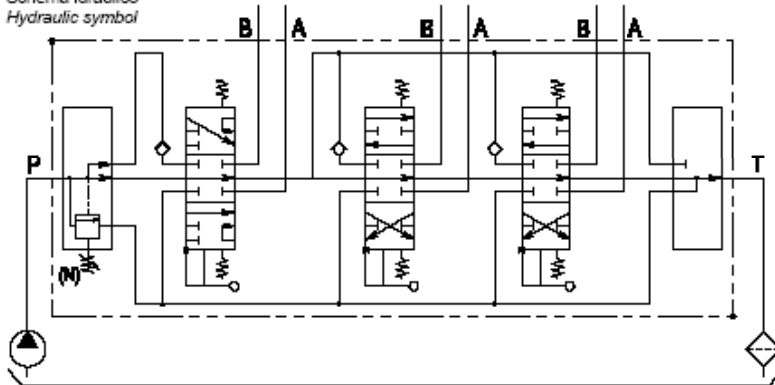 Schema idraulico
Hydraulic symbol
B A B A B A
P T
(N)